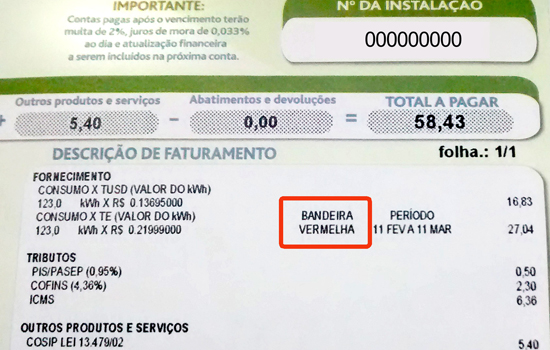 IMPORTANTE:
Contas pagas após o vencimento terão
multa de 2%, juros de mora de 0,033%
ao dia e atualização financeira
a serem incluídos na próxima conta.
Nº DA INSTALAÇÃO
000000000
Outros produtos e serviços
Abatimentos e devoluções
TOTAL A PAGAR
+ 5,40 - 0,00 = 58,43
DESCRIÇÃO DE FATURAMENTO
folha.: 1/1
FORNECIMENTO
CONSUMO X TUSD (VALOR DO kWh)
123,0 kWh X R$ 0.13695000 16,83
CONSUMO X TE (VALOR DO kWh) BANDEIRA PERÍODO
123,0 kWh X R$ 0.21999000 VERMELHA 11 FEV A 11 MAR 27,04
TRIBUTOS
PIS/PASEP (0,95%) 0,50
COFINS (4,36%) 2,30
ICMS 6,36
OUTROS PRODUTOS E SERVIÇOS
COSIP LEI 13.479/02 5,40